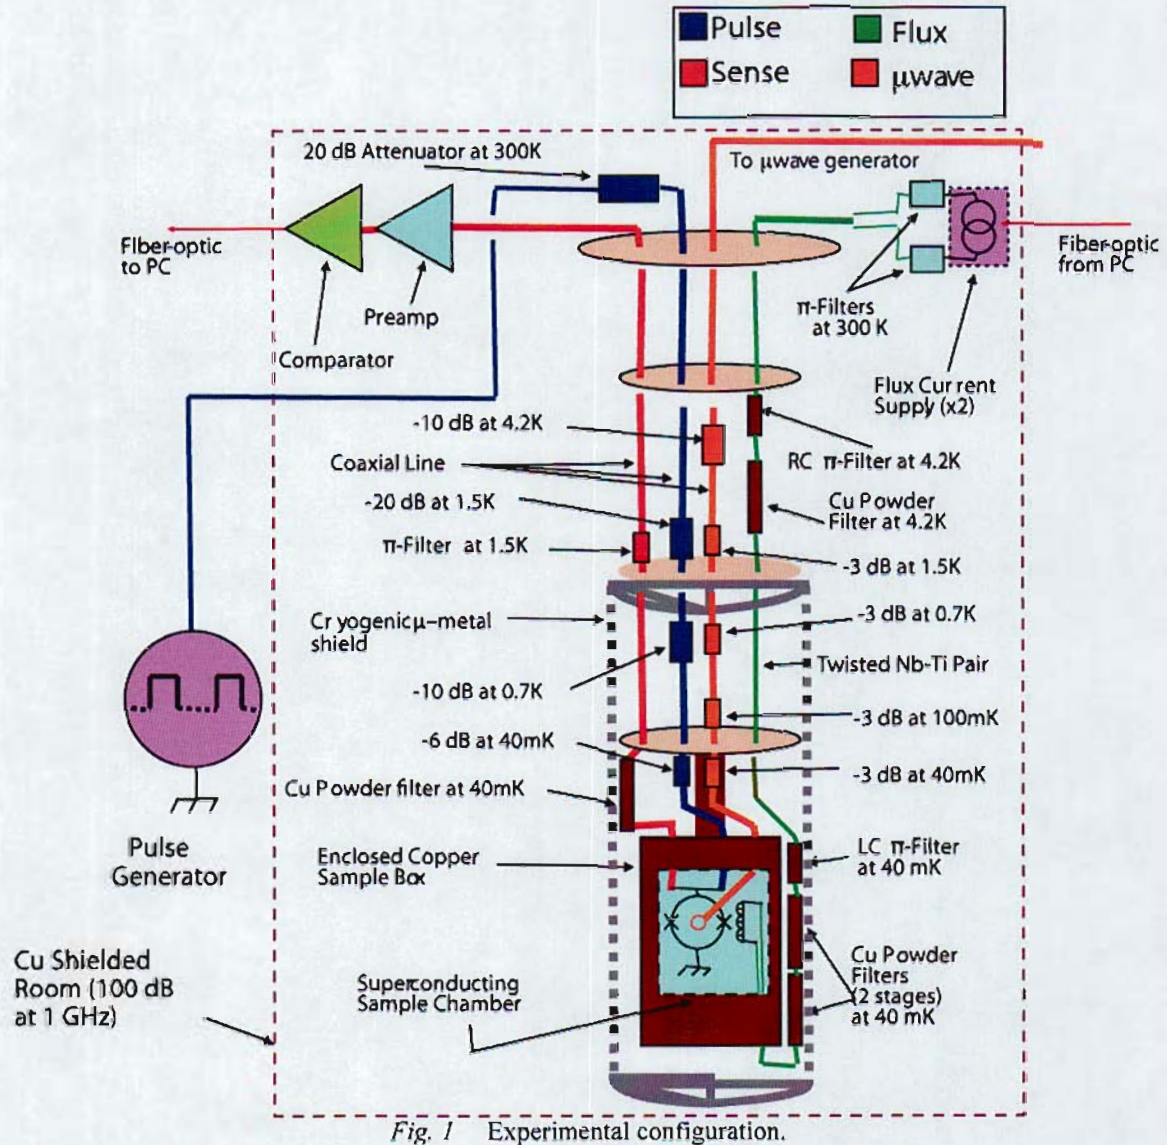 Pulse
Flux
Sense
μwave
20 dB Attenuator at 300K
To μwave generator
Fiber-optic
to PC
Fiber-optic
from PC
Preamp
Comparator
π-Filters
at 300 K
Flux Current
Supply (x2)
-10 dB at 4.2K
Coaxial Line
RC π-Filter at 4.2K
-20 dB at 1.5K
Cu Powder
Filter at 4.2K
π-Filter at 1.5K
-3 dB at 1.5K
Cryogenic μ-metal
shield
-3 dB at 0.7K
Twisted Nb-Ti Pair
-10 dB at 0.7K
-3 dB at 100mK
-6 dB at 40mK
-3 dB at 40mK
Cu Powder filter at 40mK
Pulse
Generator
Enclosed Copper
Sample Box
LC π-Filter
at 40 mK
Cu Shielded
Room (100 dB
at 1 GHz)
Superconducting
Sample Chamber
Cu Powder
Filters
(2 stages)
at 40 mK
Fig. 1 Experimental configuration.